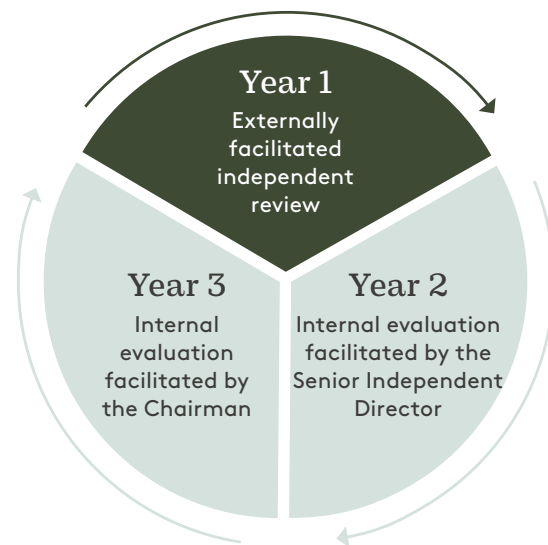 Year 1
Externally
facilitated
independent
review
Year 2
Internal evaluation
facilitated by the
Senior Independent
Director
Year 3
Internal
evaluation
facilitated by
the Chairman